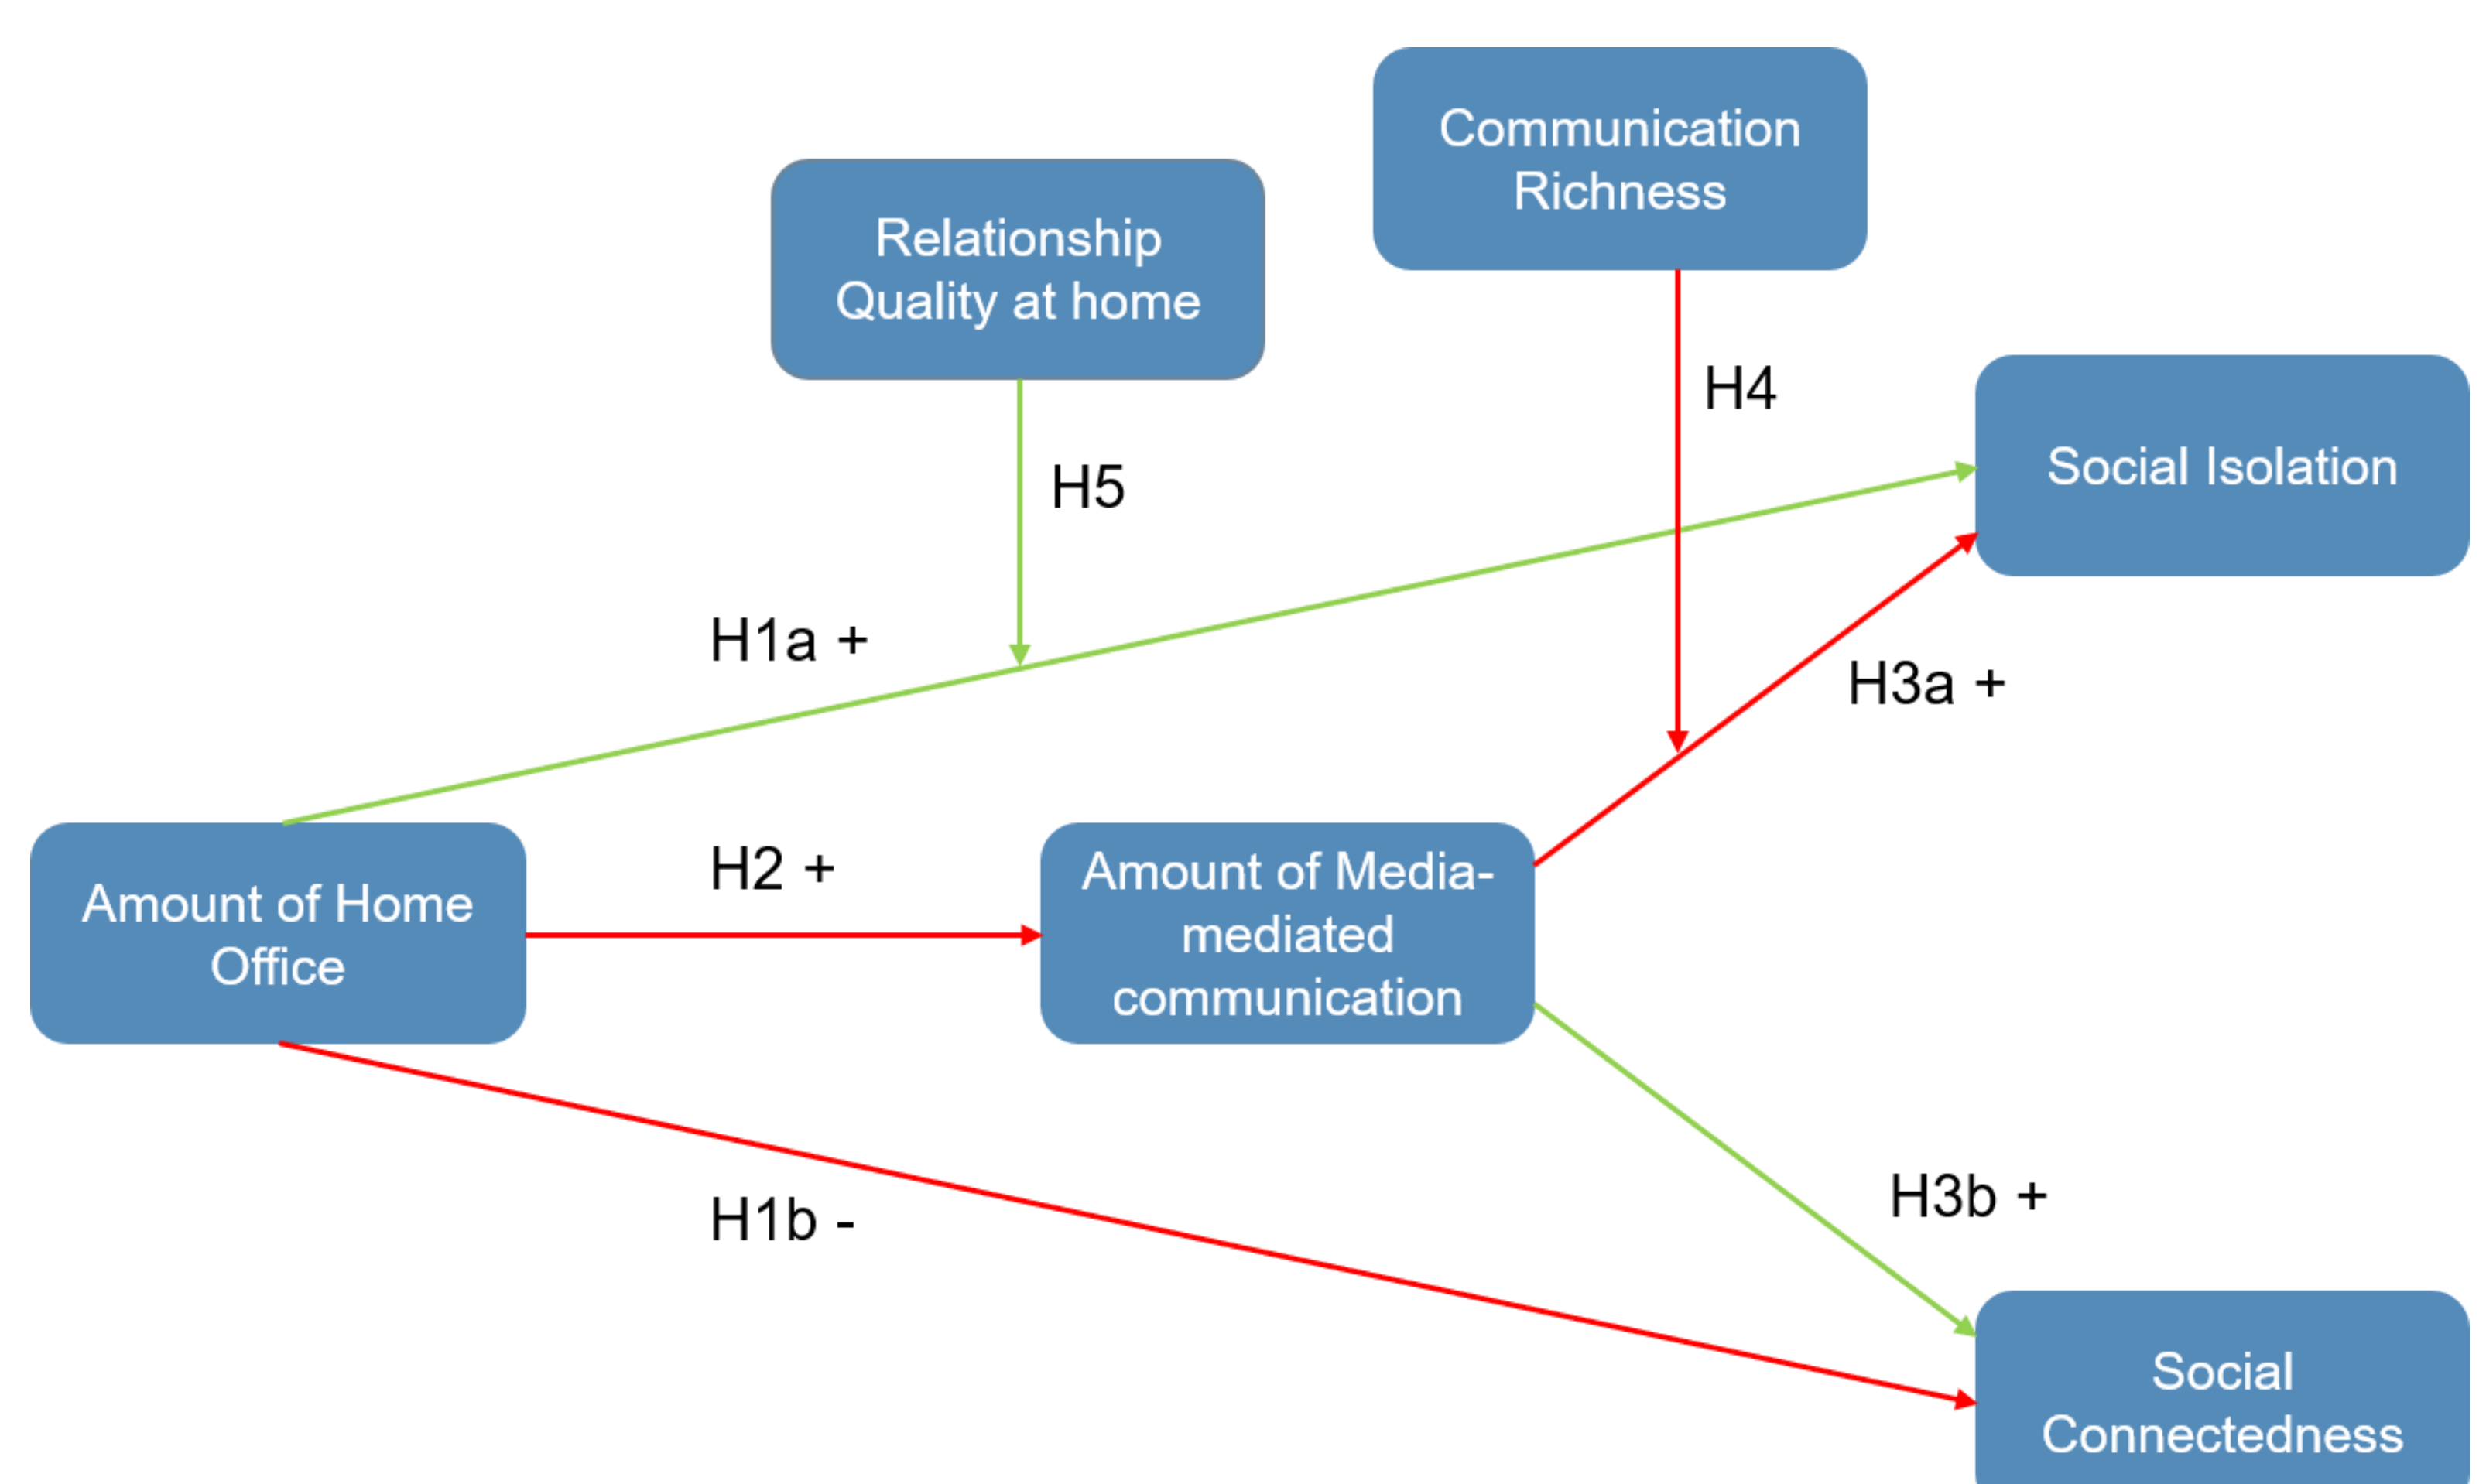 Communication
Richness
Relationship
Quality at home
H4
Social Isolation
H5
H1a +
H3a +
Amount of Home
Office
H2 +
Amount of Media-
mediated
communication
H1b -
H3b +
Social
Connectedness